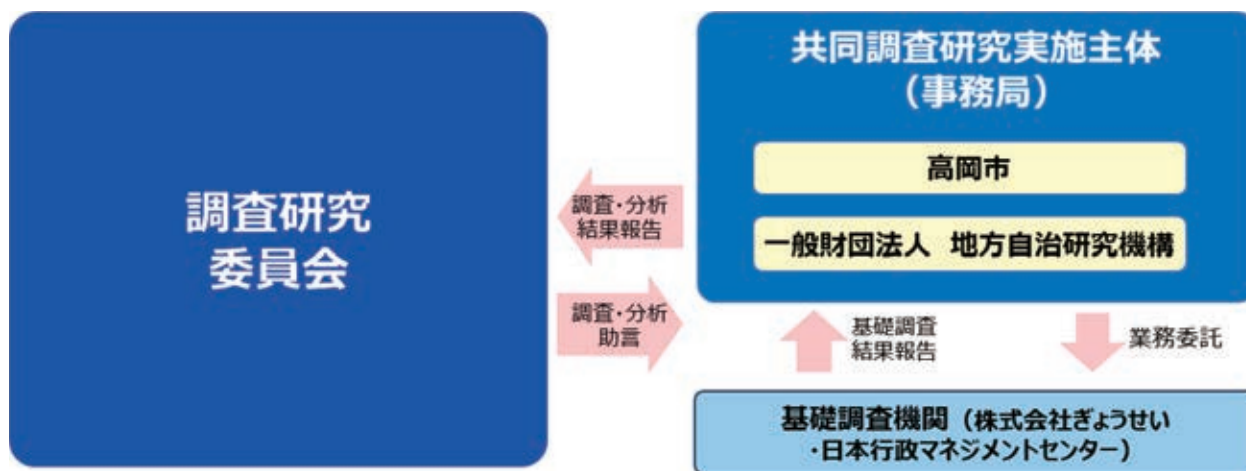 調査研究
委員会
調査・分析
結果報告
調査・分析
助言
共同調査研究実施主体
（事務局）
高岡市
一般財団法人　地方自治研究機構
基礎調査
結果報告
業務委託
基礎調査機関（株式会社ぎょうせい
・日本行政マネジメントセンター）